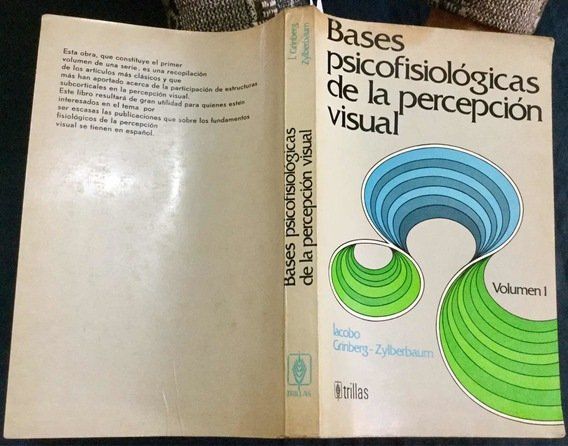 Esta obra, que constituye el primer
volumen de una serie, es una recopilación
de los artículos más clásicos y que
más han aportado acerca de la participación de estructuras
subcorticales en la percepción visual.
Este libro resultará de gran utilidad para quienes estén
interesados en el tema por
ser escasas las publicaciones que sobre los fundamentos
fisiológicos de la percepción
visual se tienen en español.
J. Grinberg
Zylberbaum
Bases psicofisiológicas
de la percepción visual
TRILLAS
Bases
psicofisiológicas
de la percepción
visual
Volumen 1
Jacobo
Grinberg-Zylberbaum
trillas